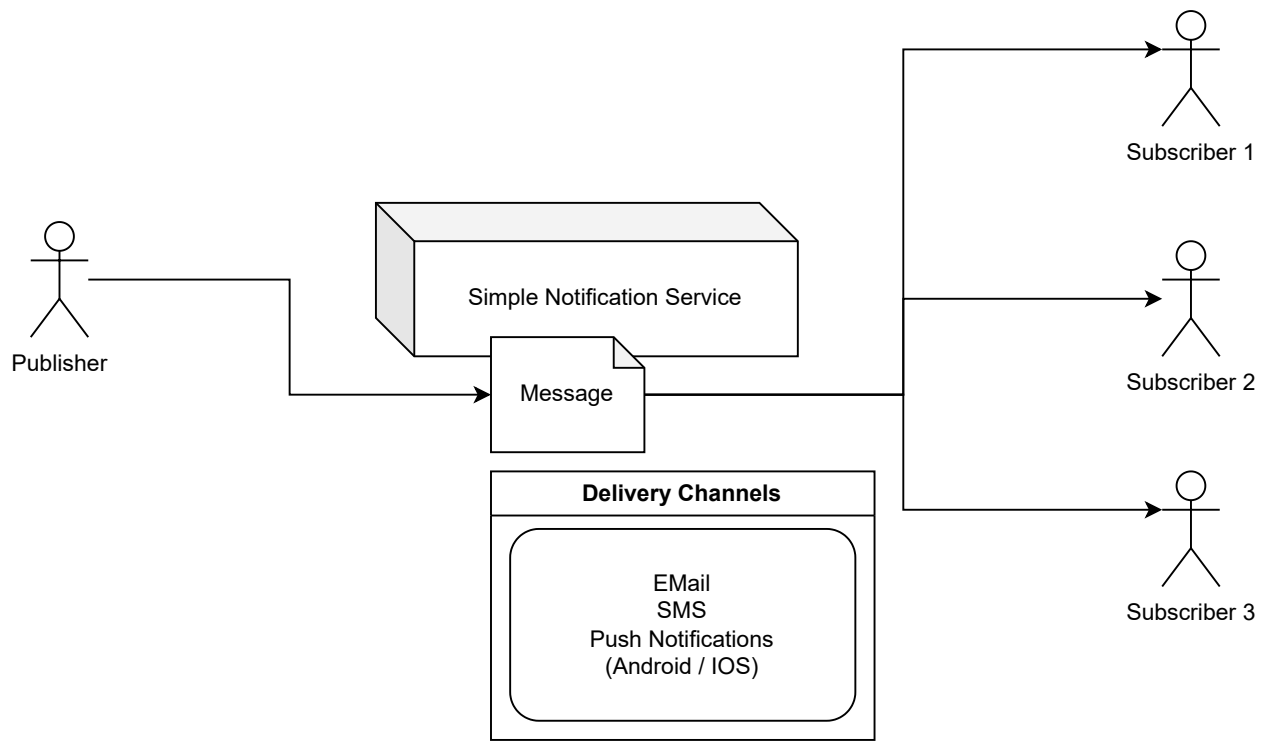 Subscriber 1
Simple Notification Service
Publisher
Message
Subscriber 2
Delivery Channels
EMail
SMS
Push Notifications
(Android / IOS)
Subscriber 3